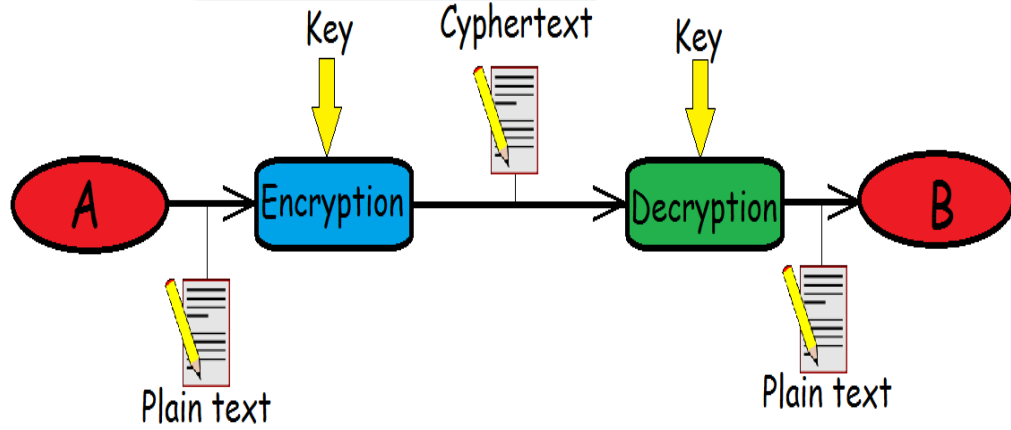 Key
Cyphertext
Key
A
Encryption
Decryption
B
Plain text
Plain text